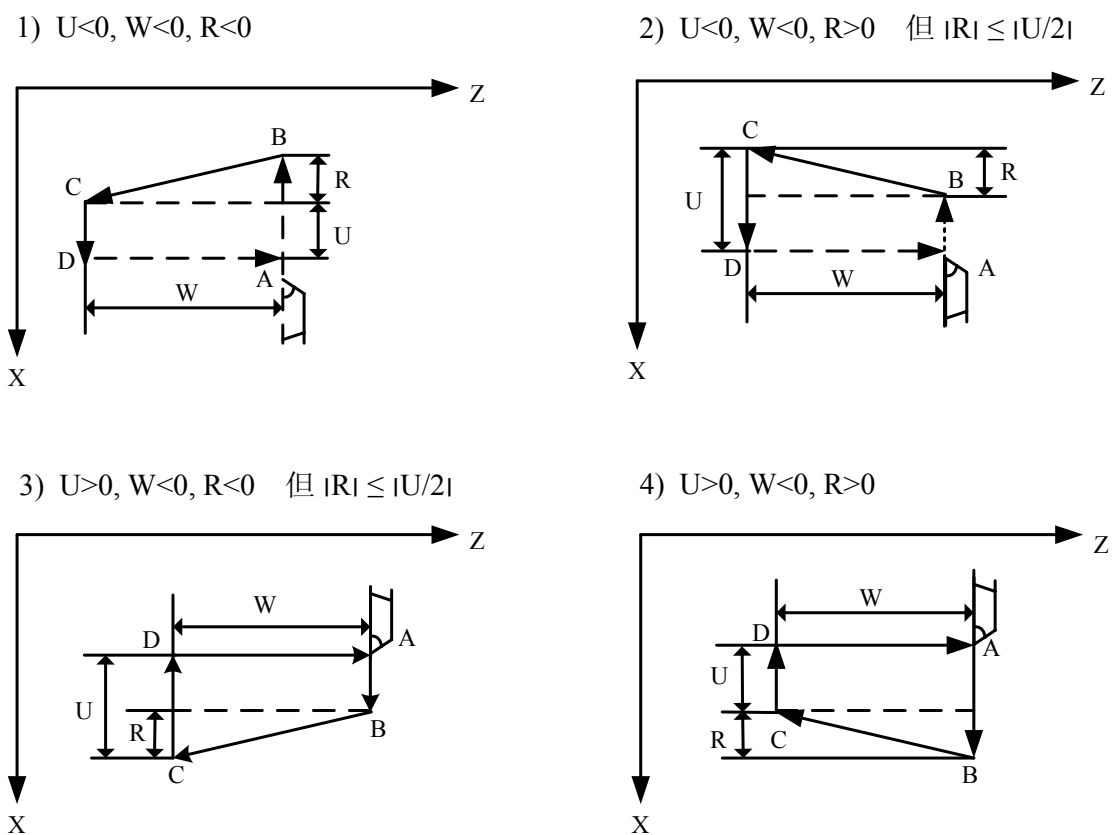 1) U<0, W<0, R<0
2) U<0, W<0, R>0 但 |R| ≤ |U/2|
Z
B
C
R
U
D
A
W
X
Z
C
R
B
U
D
A
W
X
3) U>0, W<0, R<0 但 |R| ≤ |U/2|
4) U>0, W<0, R>0
Z
W
D
A
U
R
B
C
X
Z
W
D
A
U
R
C
B
X